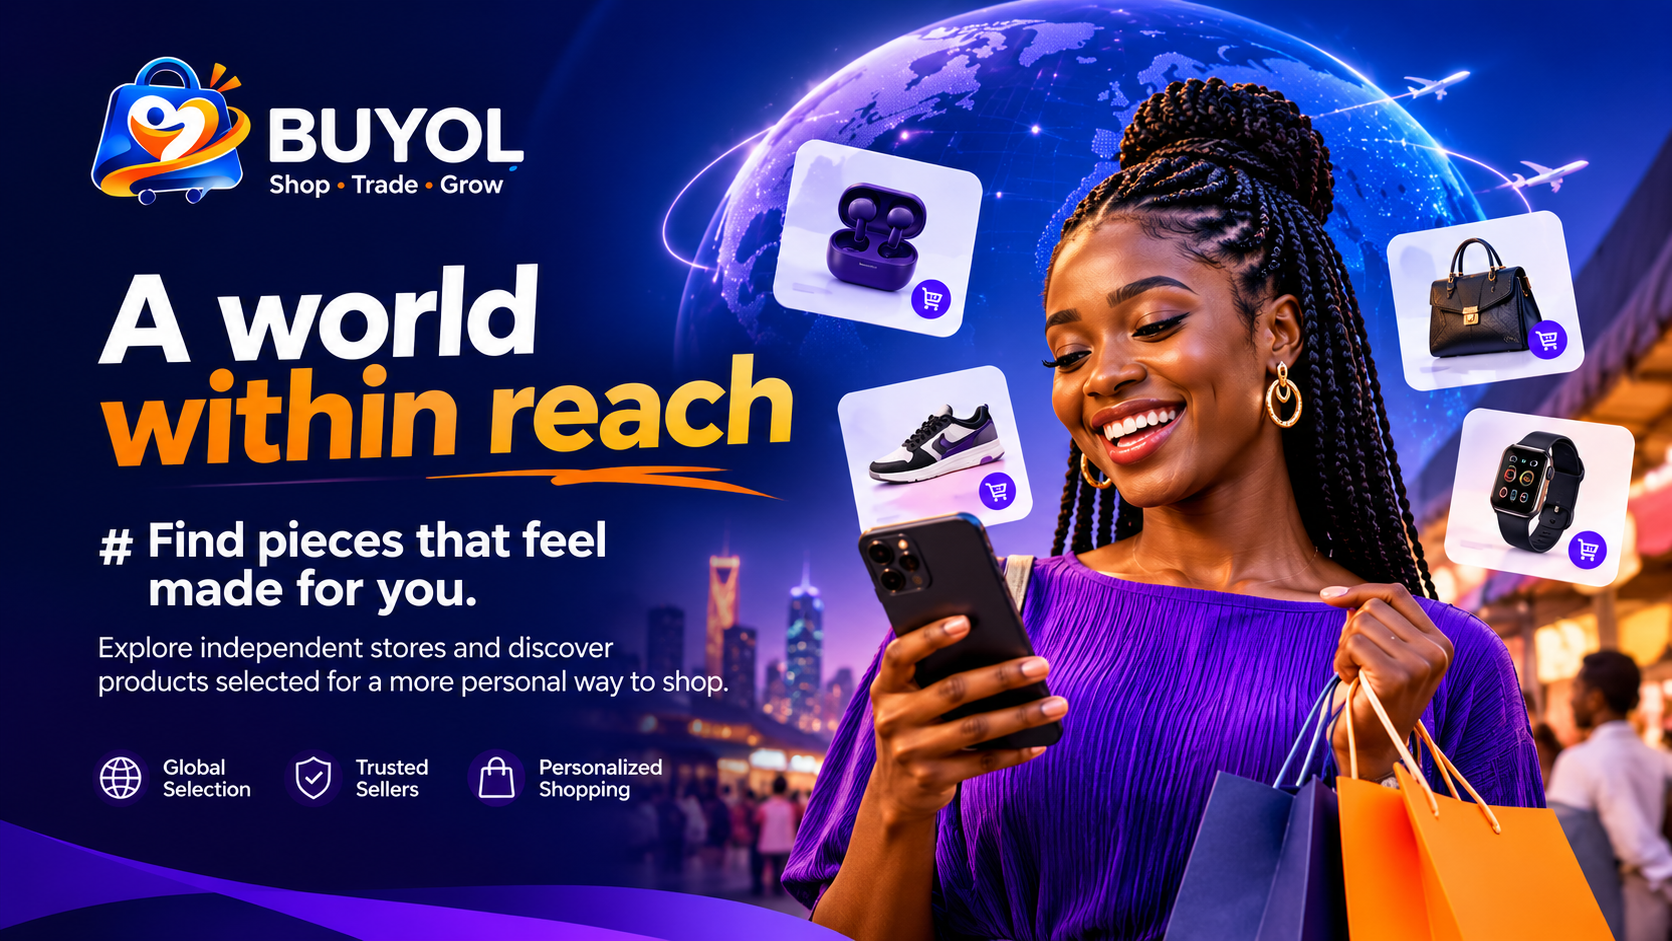 BUYOL
Shop • Trade • Grow
A world
within reach
# Find pieces that feel
made for you.
Explore independent stores and discover
products selected for a more personal way to shop.
Global
Selection
Trusted
Sellers
Personalized
Shopping